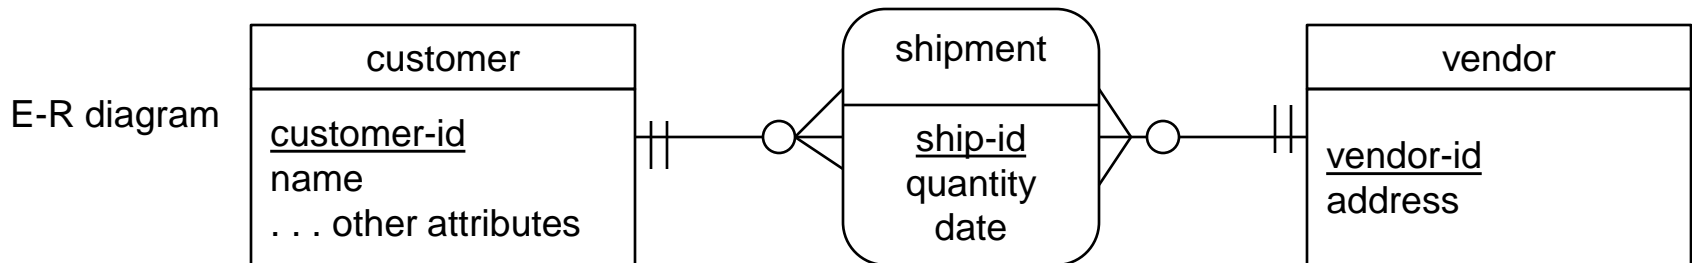 E-R diagram
customer
customer-id
name
. . . other attributes
shipment
ship-id
quantity
date
vendor
vendor-id
address